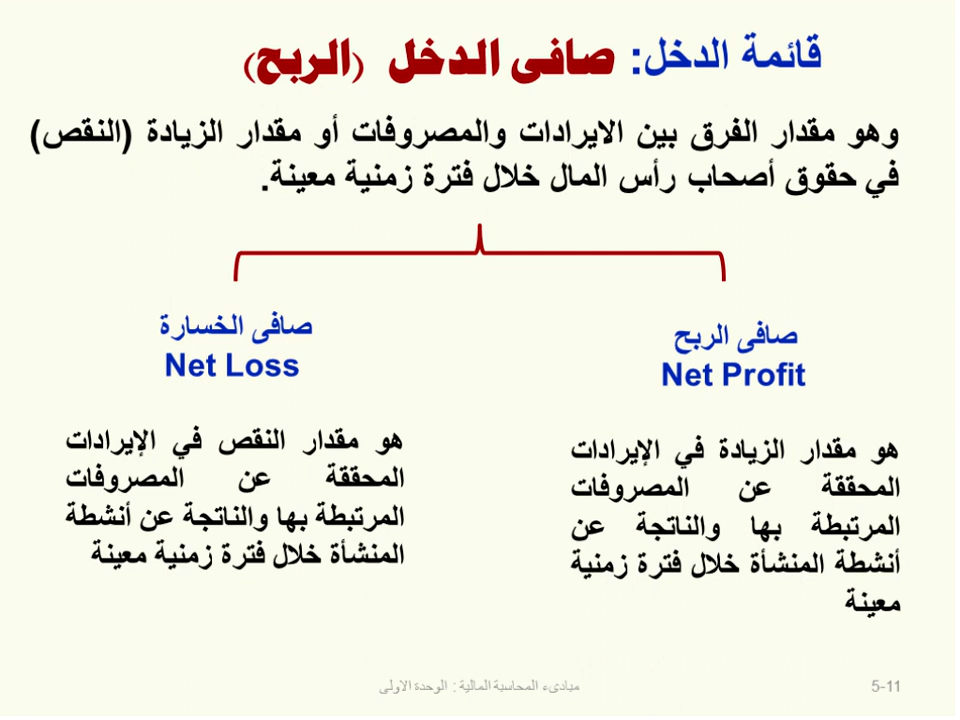 قائمة الدخل: صافى الدخل (الربح)
وهو مقدار الفرق بين الايرادات والمصروفات أو مقدار الزيادة (النقص)
في حقوق أصحاب رأس المال خلال فترة زمنية معينة.
صافى الربح
Net Profit
هو مقدار الزيادة في الإيرادات
المحققة عن المصروفات
المرتبطة بها والناتجة عن
أنشطة المنشأة خلال فترة زمنية
معينة
صافى الخسارة
Net Loss
هو مقدار النقص في الإيرادات
المحققة عن المصروفات
المرتبطة بها والناتجة عن أنشطة
المنشأة خلال فترة زمنية معينة
5-11
مبادىء المحاسبة المالية : الوحدة الاولى